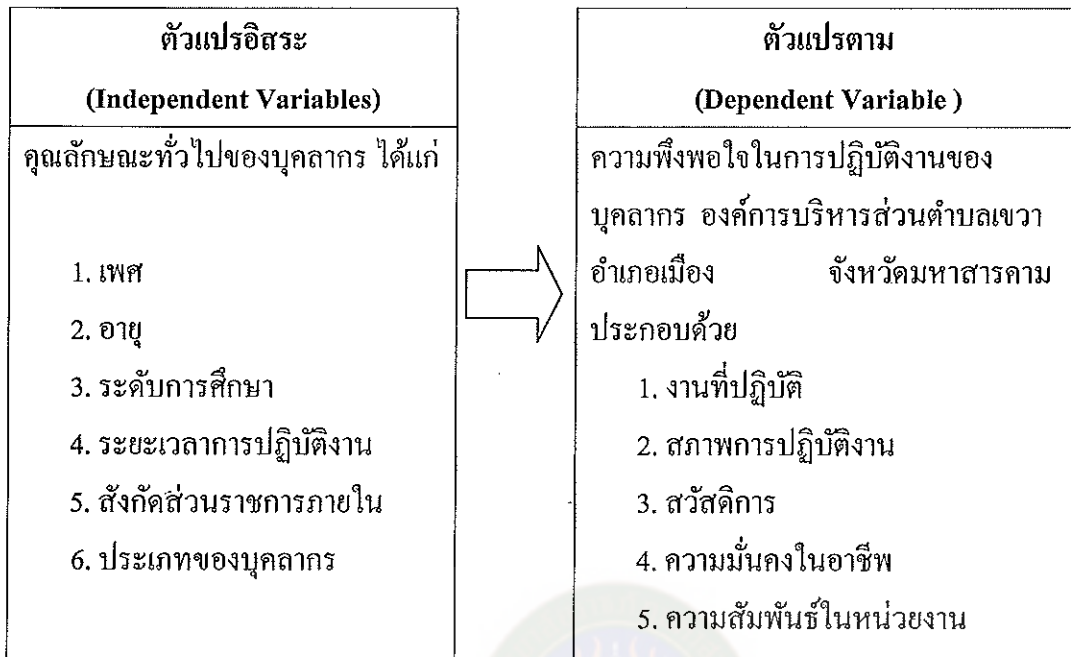 ตัวแปรอิสระ
(Independent Variables)
คุณลักษณะทั่วไปของบุคลากร ได้แก่
1. เพศ
2. อายุ
3. ระดับการศึกษา
4. ระยะเวลาการปฏิบัติงาน
5. สังกัดส่วนราชการภายใน
6. ประเภทของบุคลากร
ตัวแปรตาม
(Dependent Variable )
ความพึงพอใจในการปฏิบัติงานของ
บุคลากร องค์การบริหารส่วนตำบลเขวา
อำเภอเมือง จังหวัดมหาสารคาม
ประกอบด้วย
1. งานที่ปฏิบัติ
2. สภาพการปฏิบัติงาน
3. สวัสดิการ
4. ความมั่นคงในอาชีพ
5. ความสัมพันธ์ในหน่วยงาน